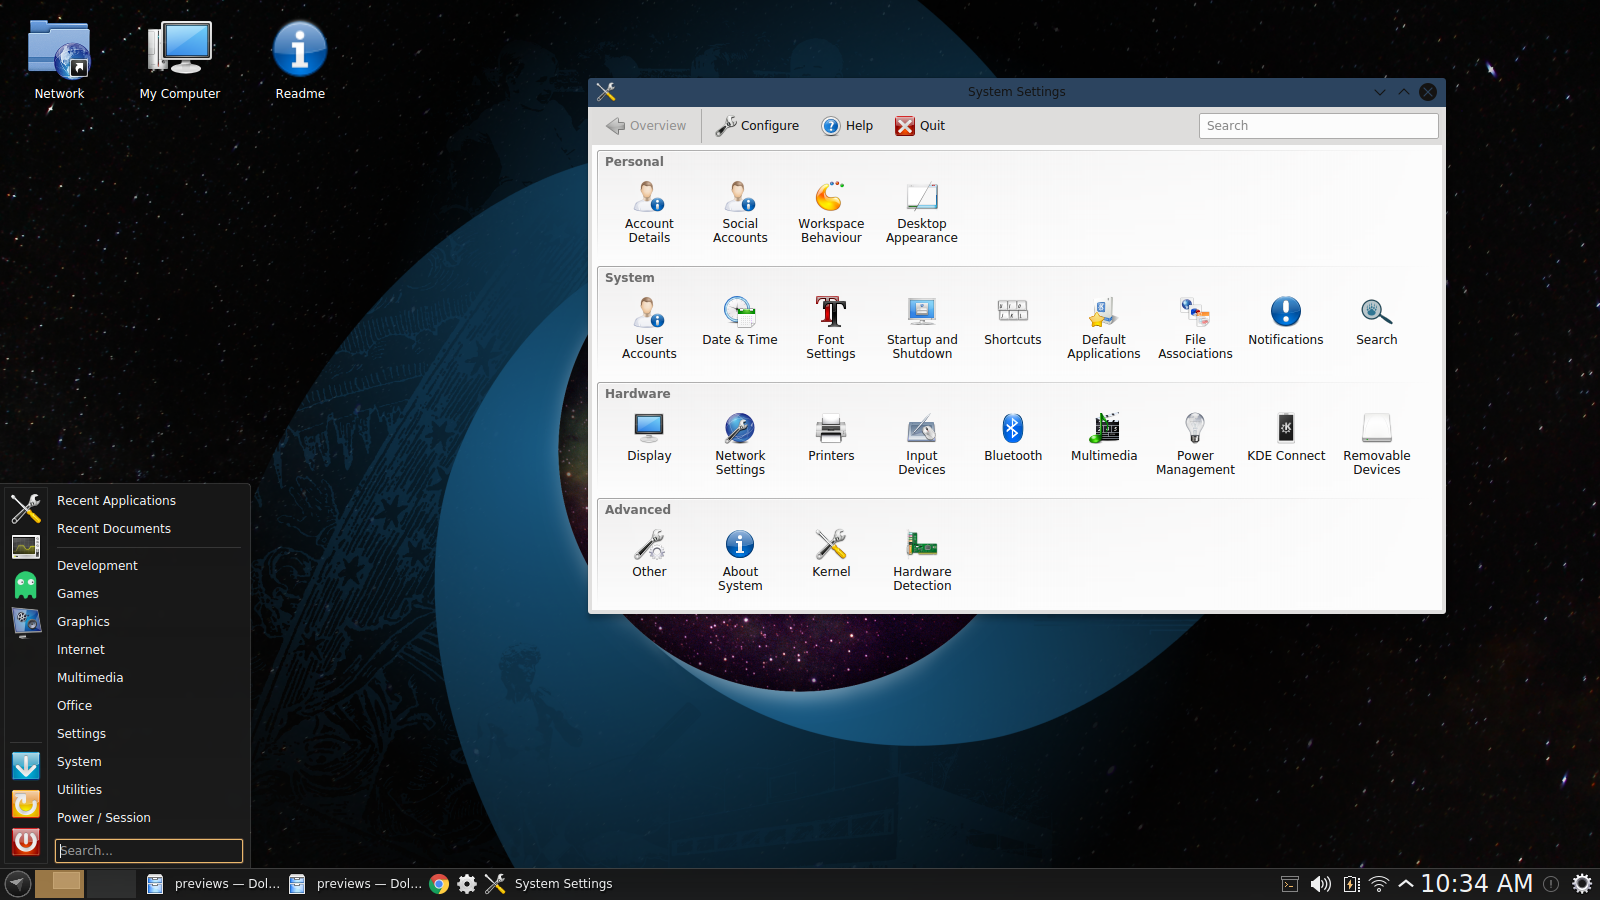 Network
My Computer
Readme
System Settings
Overview
Configure
Help
Quit
Search
Personal
Account
Details
Social
Accounts
Workspace
Behaviour
Desktop
Appearance
System
User
Accounts
Date & Time
Font
Settings
Startup and
Shutdown
Shortcuts
Default
Applications
File
Associations
Notifications
Search
Hardware
Display
Network
Settings
Printers
Input
Devices
Bluetooth
Multimedia
Power
Management
KDE Connect
Removable
Devices
Advanced
Other
About
System
Kernel
Hardware
Detection
Recent Applications
Recent Documents
Development
Games
Graphics
Internet
Multimedia
Office
Settings
System
Utilities
Power / Session
Search...
previews — Dol...
previews — Dol...
System Settings
10:34 AM